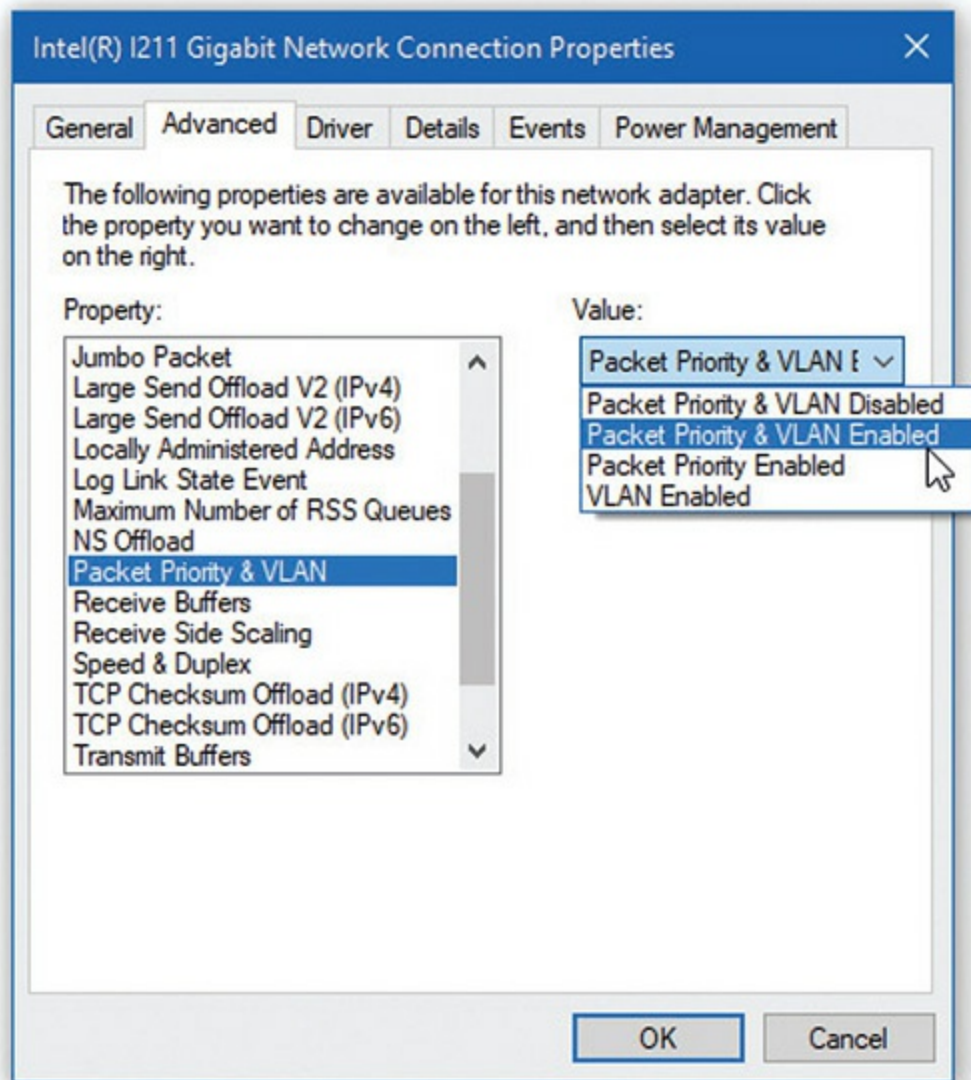 Intel(R) I211 Gigabit Network Connection Properties
General Advanced Driver Details Events Power Management
The following properties are available for this network adapter. Click
the property you want to change on the left, and then select its value
on the right.
Property:
Jumbo Packet
Large Send Offload V2 (IPv4)
Large Send Offload V2 (IPv6)
Locally Administered Address
Log Link State Event
Maximum Number of RSS Queues
NS Offload
Packet Priority & VLAN
Receive Buffers
Receive Side Scaling
Speed & Duplex
TCP Checksum Offload (IPv4)
TCP Checksum Offload (IPv6)
Transmit Buffers
Value:
Packet Priority & VLAN E
Packet Priority & VLAN Disabled
Packet Priority & VLAN Enabled
Packet Priority Enabled
VLAN Enabled
OK Cancel